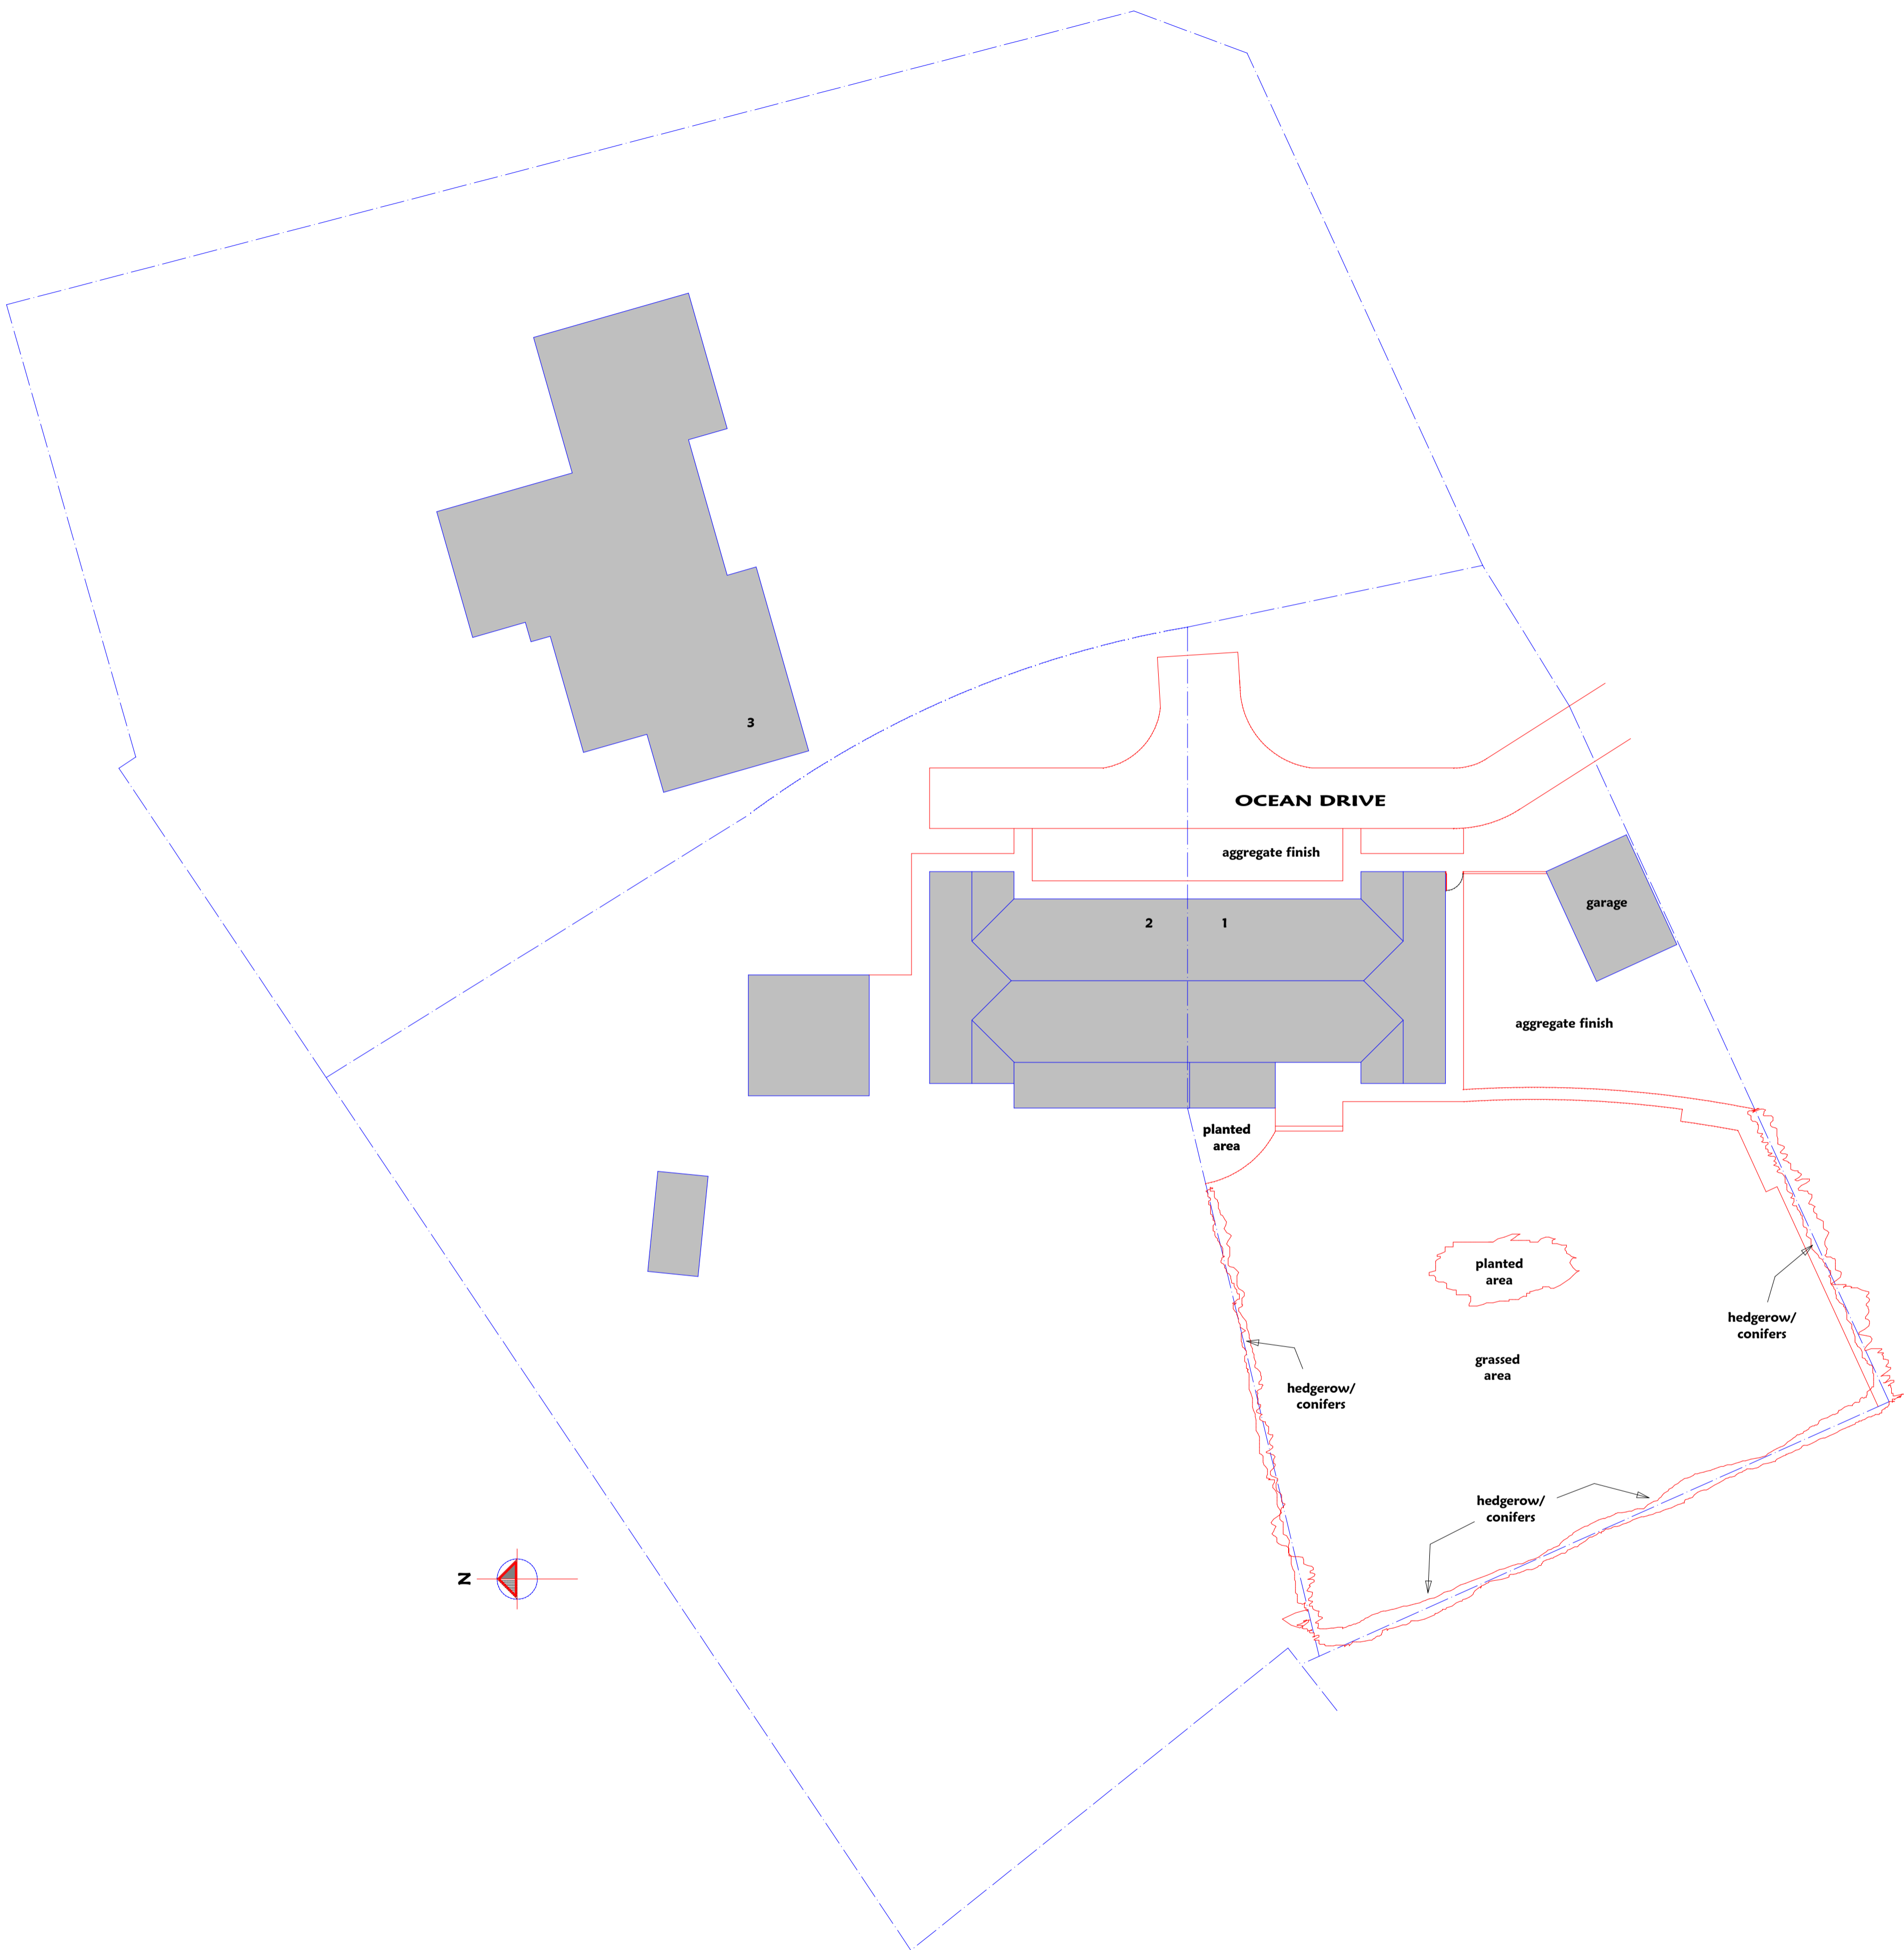 3
OCEAN DRIVE
aggregate finish
garage
2
1
aggregate finish
planted
area
planted
area
hedgerow/
conifers
grassed
area
hedgerow/
conifers
hedgerow/
conifers
N